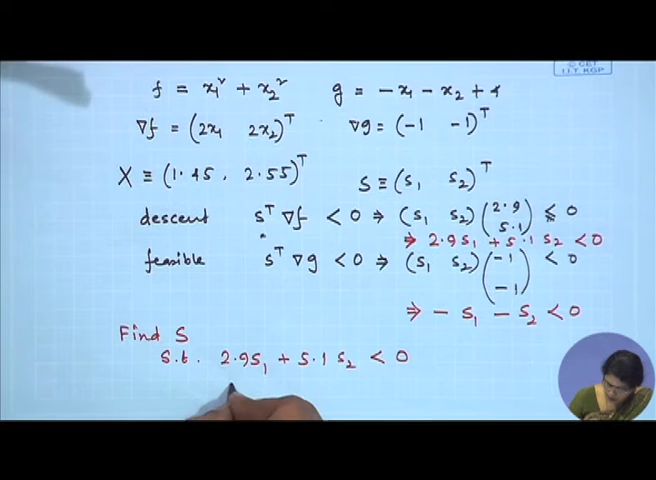 © CET
I.I.T. KGP
f = x₁² + x₂² g = -x₁ - x₂ + 4
∇f = (2x₁ 2x₂)ᵀ ∇g = (-1 -1)ᵀ
X ≡ (1.45, 2.55)ᵀ S ≡ (s₁ s₂)ᵀ
descent sᵀ ∇f < 0 ⇒ (s₁ s₂) (2.9 5.1) ≤ 0
⇒ 2.9 s₁ + 5.1 s₂ < 0
feasible sᵀ ∇g < 0 ⇒ (s₁ s₂) (-1 -1) < 0
⇒ - s₁ - s₂ < 0
Find S
s.t. 2.9s₁ + 5.1 s₂ < 0